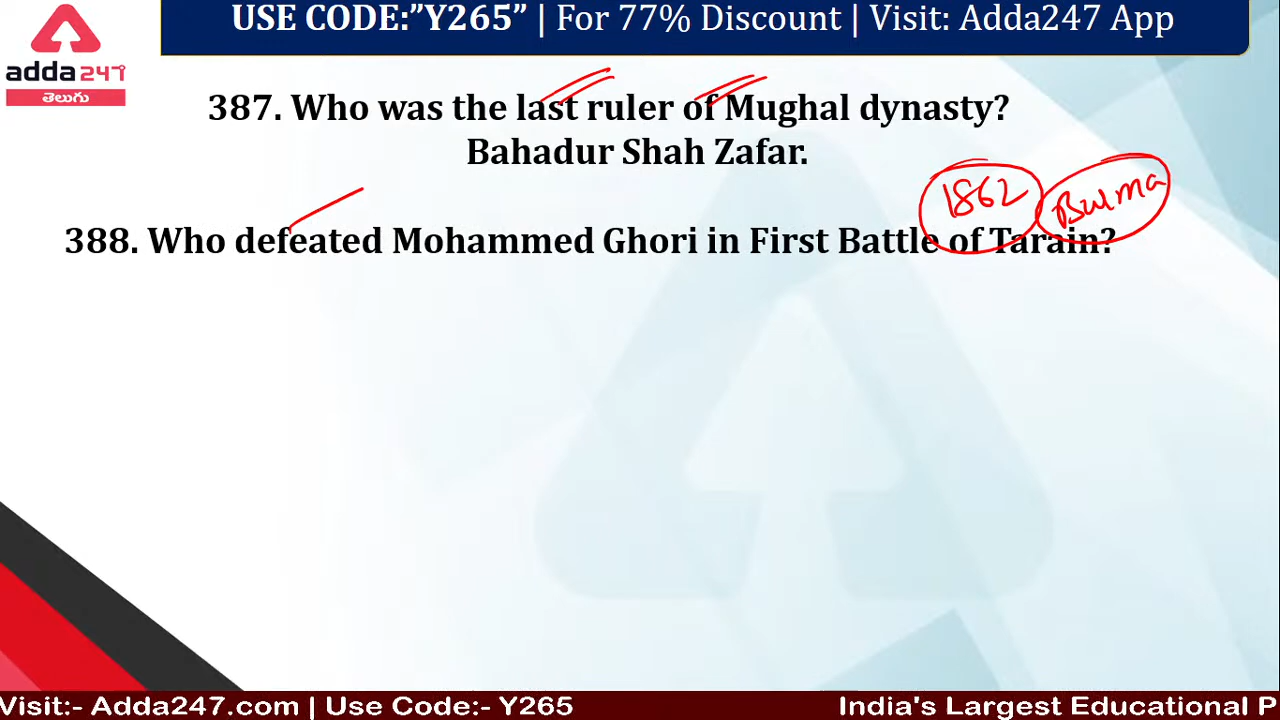 USE CODE:”Y265” | For 77% Discount | Visit: Adda247 App
adda247
తెలుగు
387. Who was the last ruler of Mughal dynasty?
Bahadur Shah Zafar.
1862 Burma
388. Who defeated Mohammed Ghori in First Battle of Tarain?
Visit:- Adda247.com | Use Code:- Y265 India's Largest Educational P